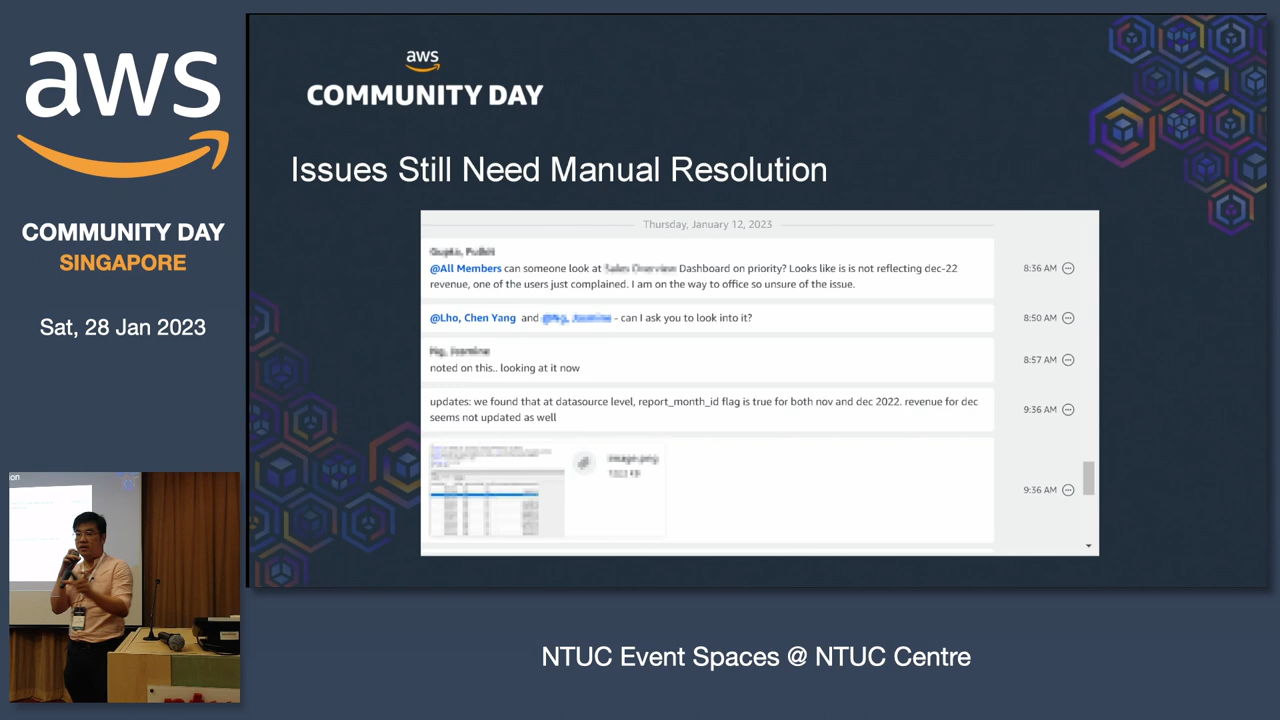 aws
COMMUNITY DAY
SINGAPORE
Sat, 28 Jan 2023
aws
COMMUNITY DAY
Issues Still Need Manual Resolution
Thursday, January 12, 2023
@All Members can someone look at Sales Overview Dashboard on priority? Looks like is is not reflecting dec-22
revenue, one of the users just complained. I am on the way to office so unsure of the issue.
8:36 AM
@Lho, Chen Yang and - can I ask you to look into it?
8:50 AM
noted on this.. looking at it now
8:57 AM
updates: we found that at datasource level, report_month_id flag is true for both nov and dec 2022. revenue for dec
seems not updated as well
9:36 AM
9:36 AM
NTUC Event Spaces @ NTUC Centre